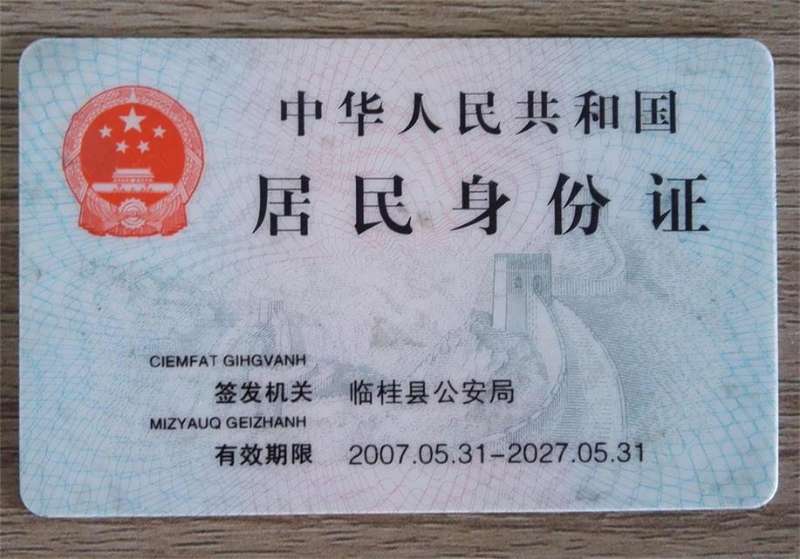 中华人民共和国
居民身份证
CIEMFAT GIHGVANH
签发机关 临桂县公安局
MIZYAUQ GEIZHANH
有效期限 2007.05.31-2027.05.31